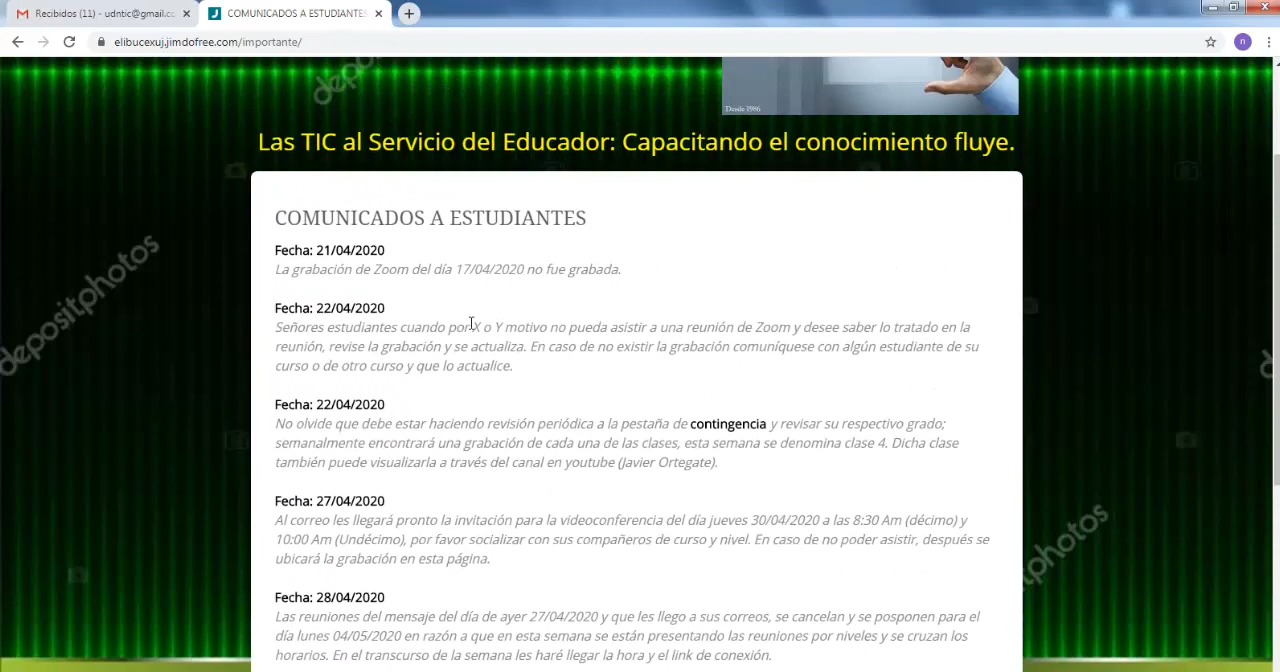 Recibidos (11) - udntic@gmail.cc
COMUNICADOS A ESTUDIANTES
elibucexuj.jimdofree.com/importante/
n
depositphotos
Desde 1986
Las TIC al Servicio del Educador: Capacitando el conocimiento fluye.
COMUNICADOS A ESTUDIANTES
Fecha: 21/04/2020
La grabación de Zoom del día 17/04/2020 no fue grabada.
Fecha: 22/04/2020
Señores estudiantes cuando por X o Y motivo no pueda asistir a una reunión de Zoom y desee saber lo tratado en la
reunión, revise la grabación y se actualiza. En caso de no existir la grabación comuníquese con algún estudiante de su
curso o de otro curso y que lo actualice.
Fecha: 22/04/2020
No olvide que debe estar haciendo revisión periódica a la pestaña de contingencia y revisar su respectivo grado;
semanalmente encontrará una grabación de cada una de las clases, esta semana se denomina clase 4. Dicha clase
también puede visualizarla a través del canal en youtube (Javier Ortegate).
Fecha: 27/04/2020
Al correo les llegará pronto la invitación para la videoconferencia del día jueves 30/04/2020 a las 8:30 Am (décimo) y
10:00 Am (Undécimo), por favor socializar con sus compañeros de curso y nivel. En caso de no poder asistir, después se
ubicará la grabación en esta página.
Fecha: 28/04/2020
Las reuniones del mensaje del día de ayer 27/04/2020 y que les llego a sus correos, se cancelan y se posponen para el
día lunes 04/05/2020 en razón a que en esta semana se están presentando las reuniones por niveles y se cruzan los
horarios. En el transcurso de la semana les haré llegar la hora y el link de conexión.